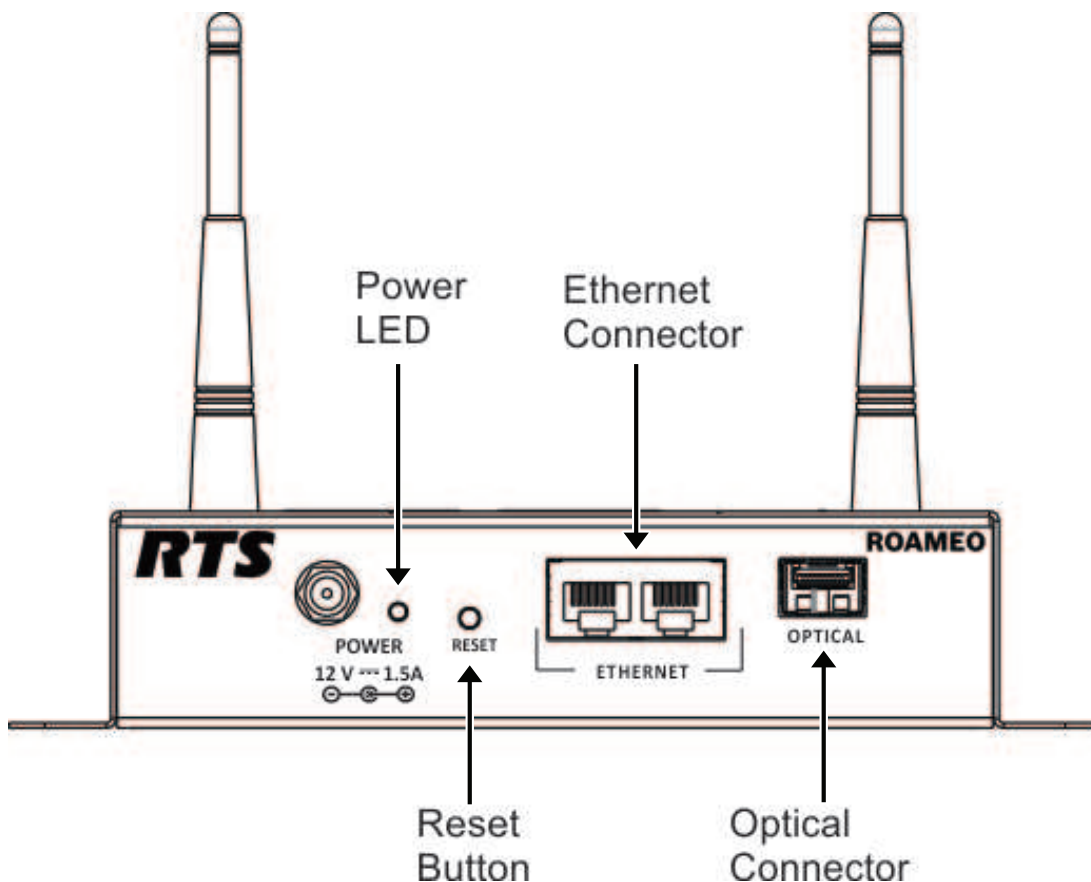 Power
LED
Ethernet
Connector
RTS
ROAMEO
POWER
RESET
12 V ⎓ 1.5A
ETHERNET
OPTICAL
Reset
Button
Optical
Connector